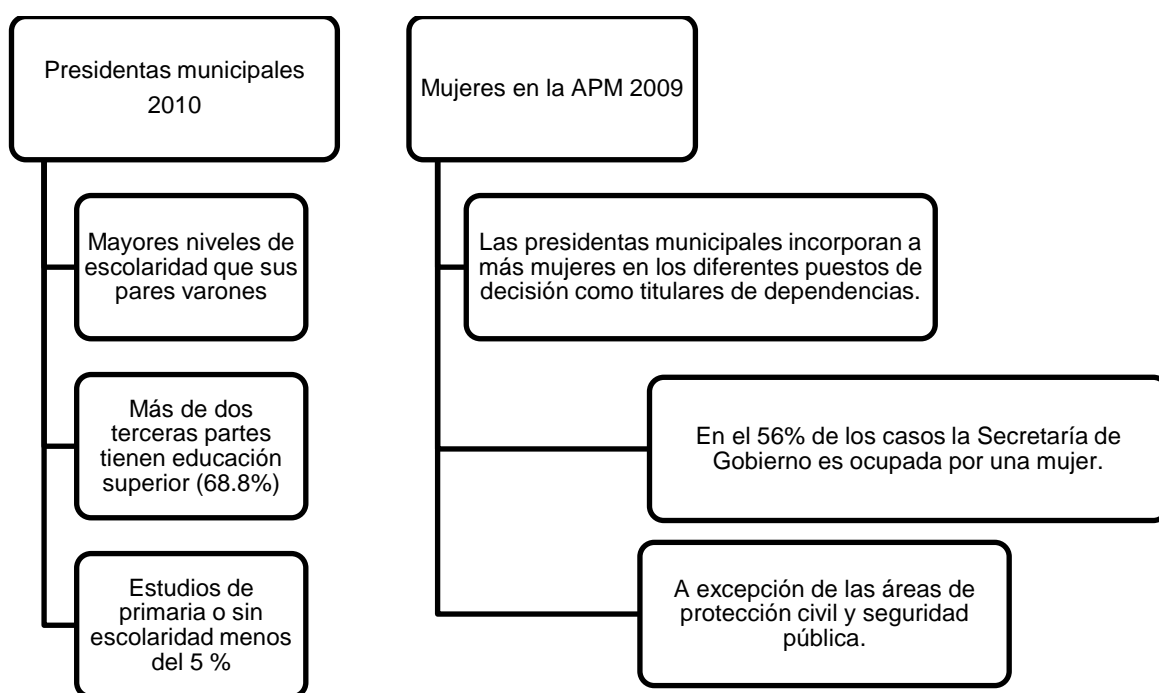 Presidentas municipales
2010
Mayores niveles de
escolaridad que sus
pares varones
Más de dos
terceras partes
tienen educación
superior (68.8%)
Estudios de
primaria o sin
escolaridad menos
del 5 %
Mujeres en la APM 2009
Las presidentas municipales incorporan a
más mujeres en los diferentes puestos de
decisión como titulares de dependencias.
En el 56% de los casos la Secretaría de
Gobierno es ocupada por una mujer.
A excepción de las áreas de
protección civil y seguridad
pública.